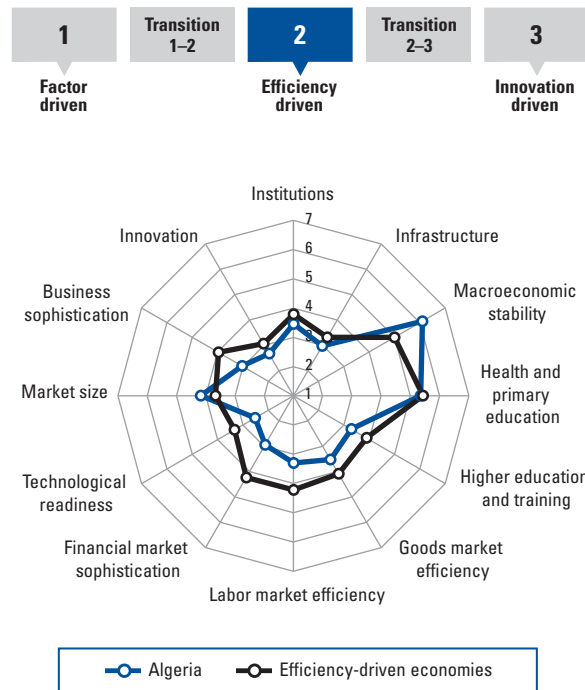 1
Transition
1–2
2
Transition
2–3
3
Factor
driven
Efficiency
driven
Innovation
driven
Institutions
7
Innovation
Infrastructure
6
Business
sophistication
5
Macroeconomic
stability
4
3
Market size
2
Health and
primary
education
1
Technological
readiness
Higher education
and training
Financial market
sophistication
Goods market
efficiency
Labor market efficiency
Algeria
Efficiency-driven economies